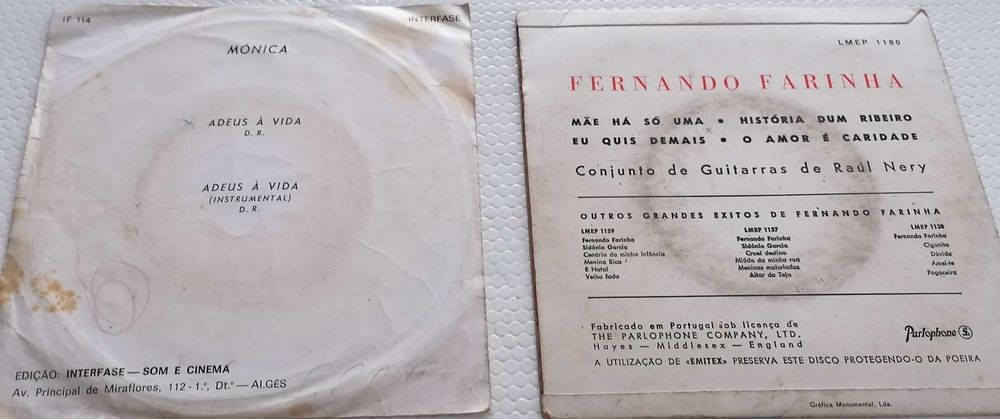 IF 114
INTERFASE
MÓNICA
ADEUS À VIDA
D. R.
ADEUS À VIDA
(INSTRUMENTAL)
D. R.
EDIÇÃO: INTERFASE — SOM E CINEMA
Av. Principal de Miraflores, 112 - 1.º, Dt.º — ALGÉS
LMEP 1180
FERNANDO FARINHA
MÃE HÁ SÓ UMA • HISTÓRIA DUM RIBEIRO
EU QUIS DEMAIS • O AMOR É CARIDADE
Conjunto de Guitarras de Raúl Nery
OUTROS GRANDES EXITOS DE FERNANDO FARINHA
LMEP 1159
Fernando Farinha
Sidónio Garcia
Cenário da minha infância
Menina Rica
É Natal
Velho fado
LMEP 1157
Fernando Farinha
Sidónio Garcia
Cruel destino
Miúda da minha rua
Meninas malcriadas
Altar do Tejo
LMEP 1138
Fernando Farinha
Ciganita
Dúvida
Amei-te
Fogaceira
Fabricado em Portugal sob licença de
THE PARLOPHONE COMPANY, LTD.
Hayes — Middlesex — England
Parlophone
A UTILIZAÇÃO DE «EMITEX» PRESERVA ESTE DISCO PROTEGENDO-O DA POEIRA
Gráfica Monumental, Lda.